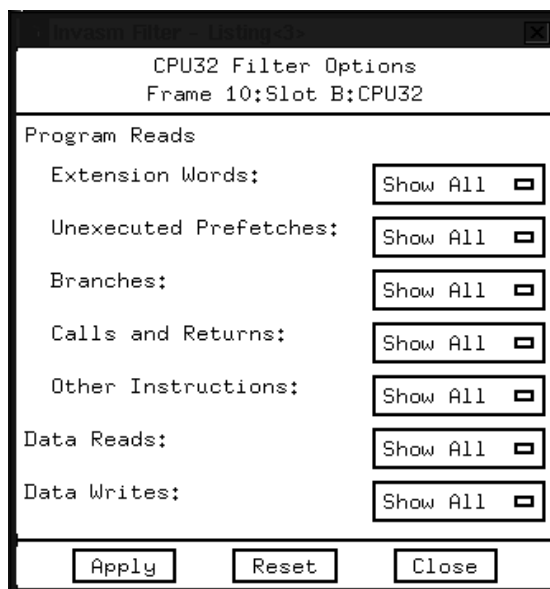 Invasm Filter - Listing<3>
CPU32 Filter Options
Frame 10:Slot B:CPU32
Program Reads
Extension Words: Show All
Unexecuted Prefetches: Show All
Branches: Show All
Calls and Returns: Show All
Other Instructions: Show All
Data Reads: Show All
Data Writes: Show All
Apply Reset Close